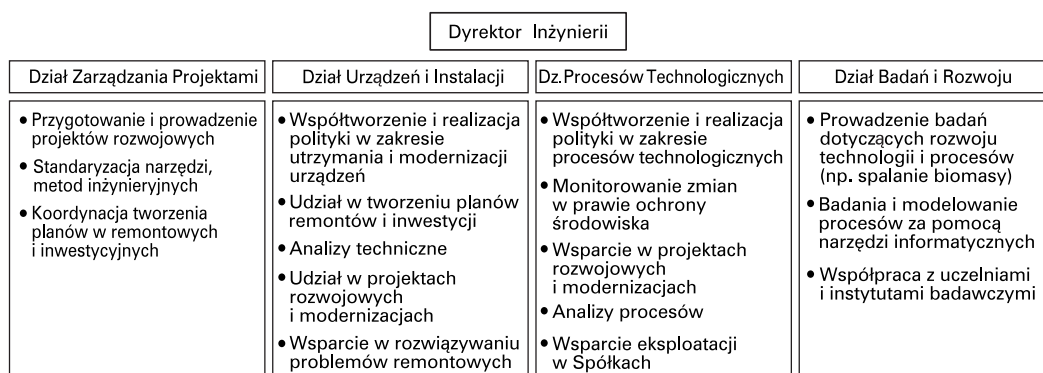 Dyrektor Inżynierii
Dział Zarządzania Projektami
• Przygotowanie i prowadzenie
projektów rozwojowych
• Standaryzacja narzędzi,
metod inżynieryjnych
• Koordynacja tworzenia
planów w remontowych
i inwestycyjnych
Dział Urządzeń i Instalacji
• Współtworzenie i realizacja
polityki w zakresie
utrzymania i modernizacji
urządzeń
• Udział w tworzeniu planów
remontów i inwestycji
• Analizy techniczne
• Udział w projektach
rozwojowych
i modernizacjach
• Wsparcie w rozwiązywaniu
problemów remontowych
Dz. Procesów Technologicznych
• Współtworzenie i realizacja
polityki w zakresie
procesów technologicznych
• Monitorowanie zmian
w prawie ochrony
środowiska
• Wsparcie w projektach
rozwojowych
i modernizacjach
• Analizy procesów
• Wsparcie eksploatacji
w Spółkach
Dział Badań i Rozwoju
• Prowadzenie badań
dotyczących rozwoju
technologii i procesów
(np. spalanie biomasy)
• Badania i modelowanie
procesów za pomocą
narzędzi informatycznych
• Współpraca z uczelniami
i instytutami badawczymi